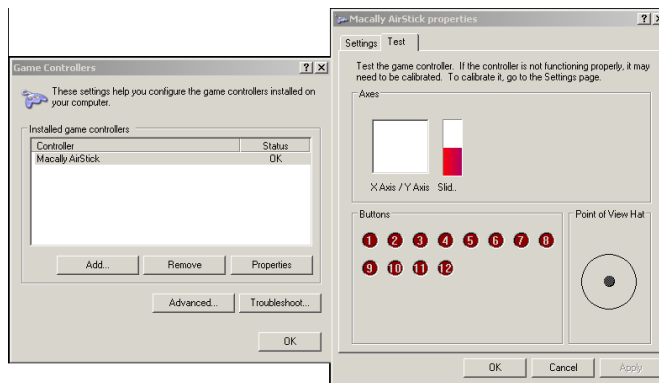 Game Controllers
These settings help you configure the game controllers installed on
your computer.
Installed game controllers
Controller Status
Macally AirStick OK
Add... Remove Properties
Advanced... Troubleshoot...
OK
Macally AirStick properties
Settings Test
Test the game controller. If the controller is not functioning properly, it may
need to be calibrated. To calibrate it, go to the Settings page.
Axes
X Axis / Y Axis Slid..
Buttons
1 2 3 4 5 6 7 8
9 10 11 12
Point of View Hat
OK Cancel Apply